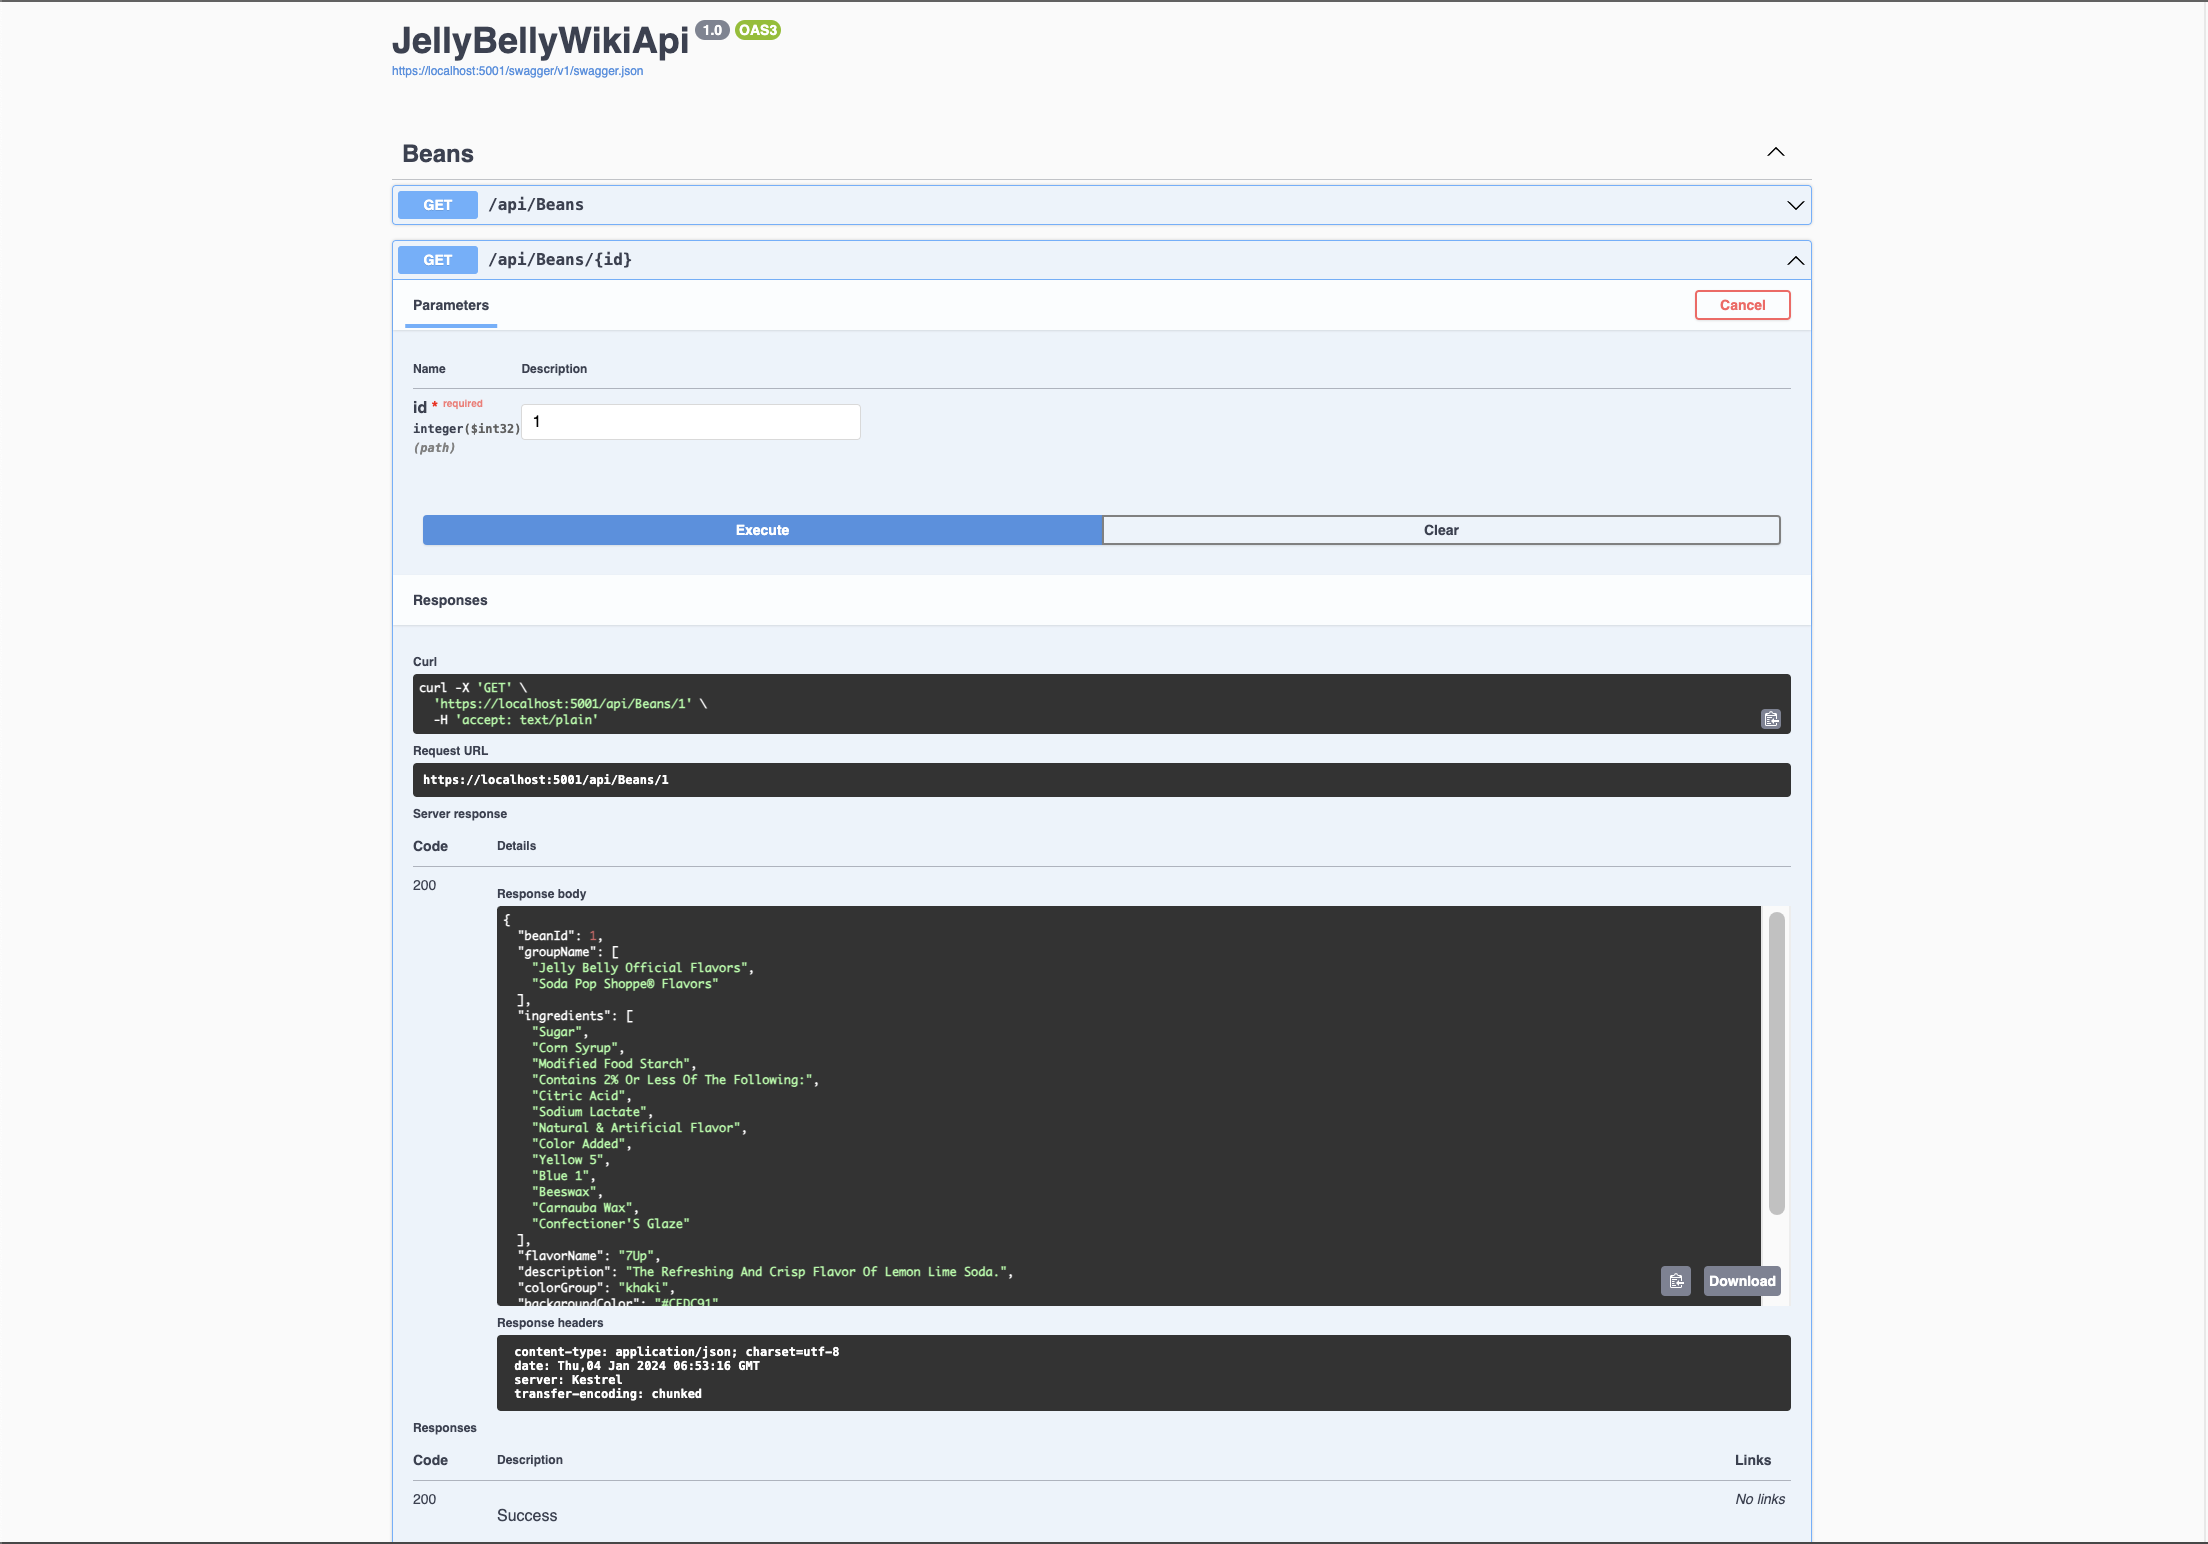 JellyBellyWikiApi 1.0 OAS3
https://localhost:5001/swagger/v1/swagger.json
Beans
GET /api/Beans
GET /api/Beans/{id}
Parameters Cancel
Name Description
id * required
integer($int32) 1
(path)
Execute Clear
Responses
Curl
curl -X 'GET' \
'https://localhost:5001/api/Beans/1' \
-H 'accept: text/plain'
Request URL
https://localhost:5001/api/Beans/1
Server response
Code Details
200
Response body
{
"beanId": 1,
"groupName": [
"Jelly Belly Official Flavors",
"Soda Pop Shoppe® Flavors"
],
"ingredients": [
"Sugar",
"Corn Syrup",
"Modified Food Starch",
"Contains 2% Or Less Of The Following:",
"Citric Acid",
"Sodium Lactate",
"Natural & Artificial Flavor",
"Color Added",
"Yellow 5",
"Blue 1",
"Beeswax",
"Carnauba Wax",
"Confectioner'S Glaze"
],
"flavorName": "7Up",
"description": "The Refreshing And Crisp Flavor Of Lemon Lime Soda.",
"colorGroup": "khaki",
"backgroundColor": "#CEDC91"
Download
Response headers
content-type: application/json; charset=utf-8
date: Thu,04 Jan 2024 06:53:16 GMT
server: Kestrel
transfer-encoding: chunked
Responses
Code Description Links
200 No links
Success